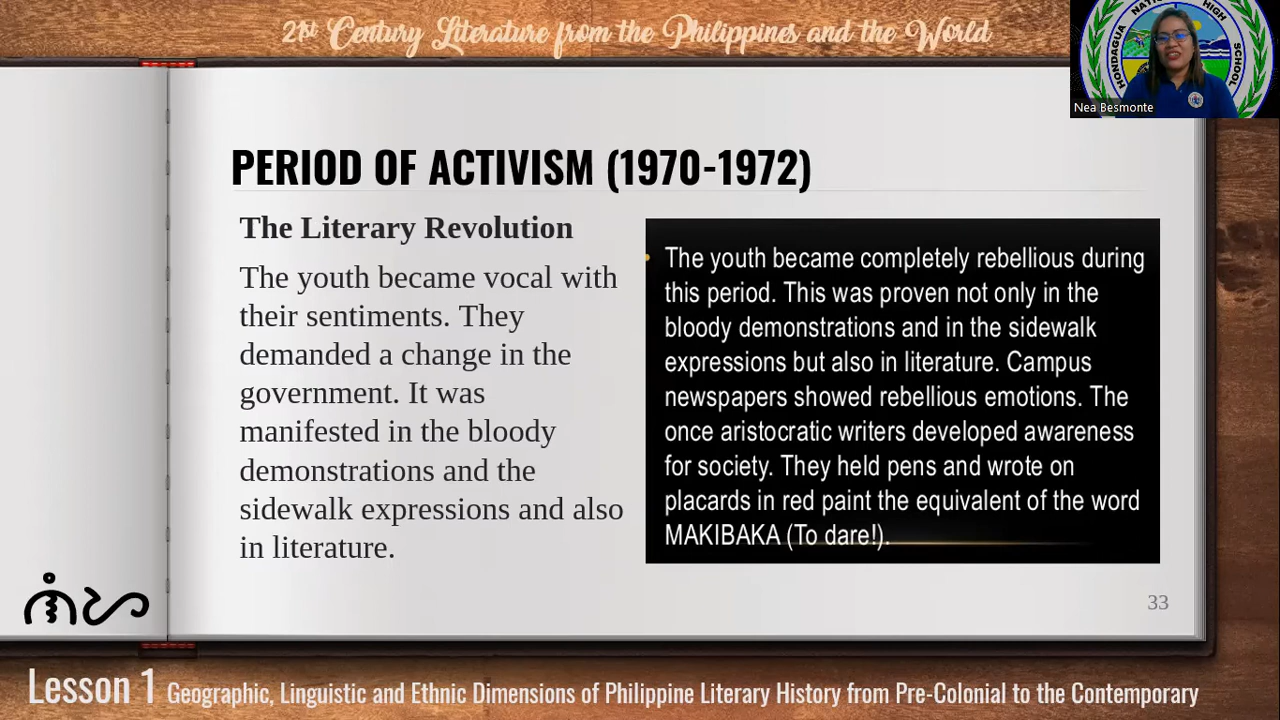 21st Century Literature from the Philippines and the World
HONDAGUA NATIONAL HIGH SCHOOL
Nea Besmonte
PERIOD OF ACTIVISM (1970-1972)
The Literary Revolution
The youth became vocal with
their sentiments. They
demanded a change in the
government. It was
manifested in the bloody
demonstrations and the
sidewalk expressions and also
in literature.
• The youth became completely rebellious during
this period. This was proven not only in the
bloody demonstrations and in the sidewalk
expressions but also in literature. Campus
newspapers showed rebellious emotions. The
once aristocratic writers developed awareness
for society. They held pens and wrote on
placards in red paint the equivalent of the word
MAKIBAKA (To dare!).
33
Lesson 1 Geographic, Linguistic and Ethnic Dimensions of Philippine Literary History from Pre-Colonial to the Contemporary